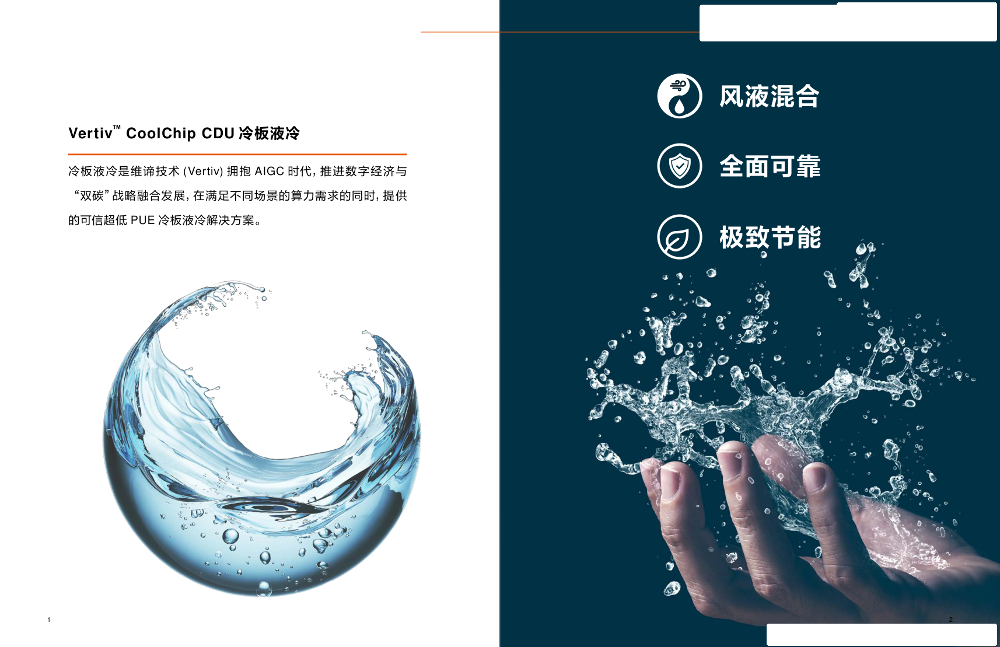 Vertiv™ CoolChip CDU 冷板液冷
冷板液冷是维谛技术 (Vertiv) 拥抱 AIGC 时代，推进数字经济与
“双碳”战略融合发展，在满足不同场景的算力需求的同时，提供
的可信超低 PUE 冷板液冷解决方案。
1
风液混合
全面可靠
极致节能
2